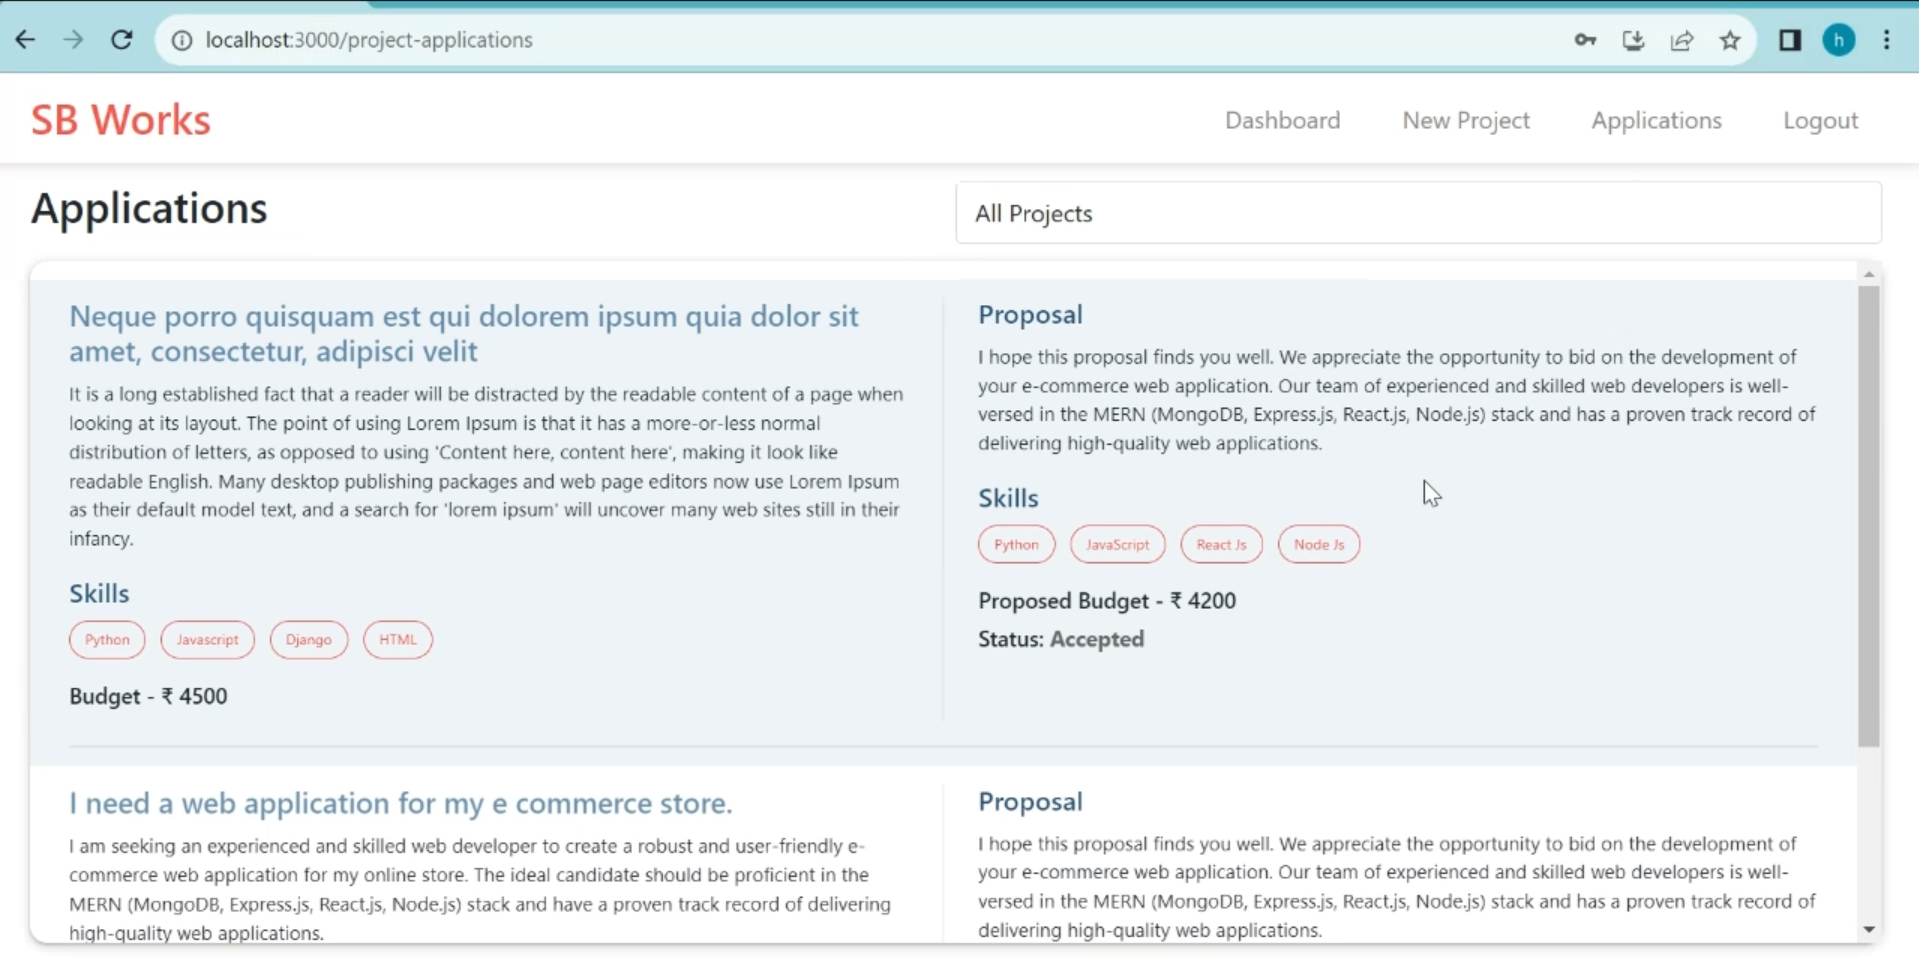 localhost:3000/project-applications
h
SB Works
Dashboard
New Project
Applications
Logout
Applications
All Projects
Neque porro quisquam est qui dolorem ipsum quia dolor sit
amet, consectetur, adipisci velit
It is a long established fact that a reader will be distracted by the readable content of a page when
looking at its layout. The point of using Lorem Ipsum is that it has a more-or-less normal
distribution of letters, as opposed to using 'Content here, content here', making it look like
readable English. Many desktop publishing packages and web page editors now use Lorem Ipsum
as their default model text, and a search for 'lorem ipsum' will uncover many web sites still in their
infancy.
Skills
Python
Javascript
Django
HTML
Budget - ₹ 4500
Proposal
I hope this proposal finds you well. We appreciate the opportunity to bid on the development of
your e-commerce web application. Our team of experienced and skilled web developers is well-
versed in the MERN (MongoDB, Express.js, React.js, Node.js) stack and has a proven track record of
delivering high-quality web applications.
Skills
Python
JavaScript
React Js
Node Js
Proposed Budget - ₹ 4200
Status: Accepted
I need a web application for my e commerce store.
I am seeking an experienced and skilled web developer to create a robust and user-friendly e-
commerce web application for my online store. The ideal candidate should be proficient in the
MERN (MongoDB, Express.js, React.js, Node.js) stack and have a proven track record of delivering
high-quality web applications.
Proposal
I hope this proposal finds you well. We appreciate the opportunity to bid on the development of
your e-commerce web application. Our team of experienced and skilled web developers is well-
versed in the MERN (MongoDB, Express.js, React.js, Node.js) stack and has a proven track record of
delivering high-quality web applications.